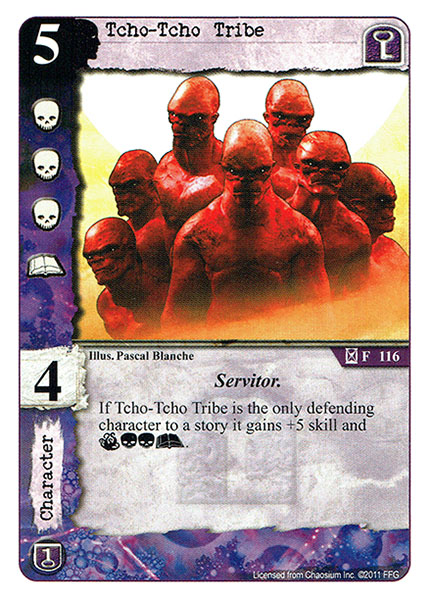 5
Tcho-Tcho Tribe
Illus. Pascal Blanche
F 116
4
Servitor.
If Tcho-Tcho Tribe is the only defending
character to a story it gains +5 skill and
.
Character
1
Licensed from Chaosium Inc. ©2011 FFG